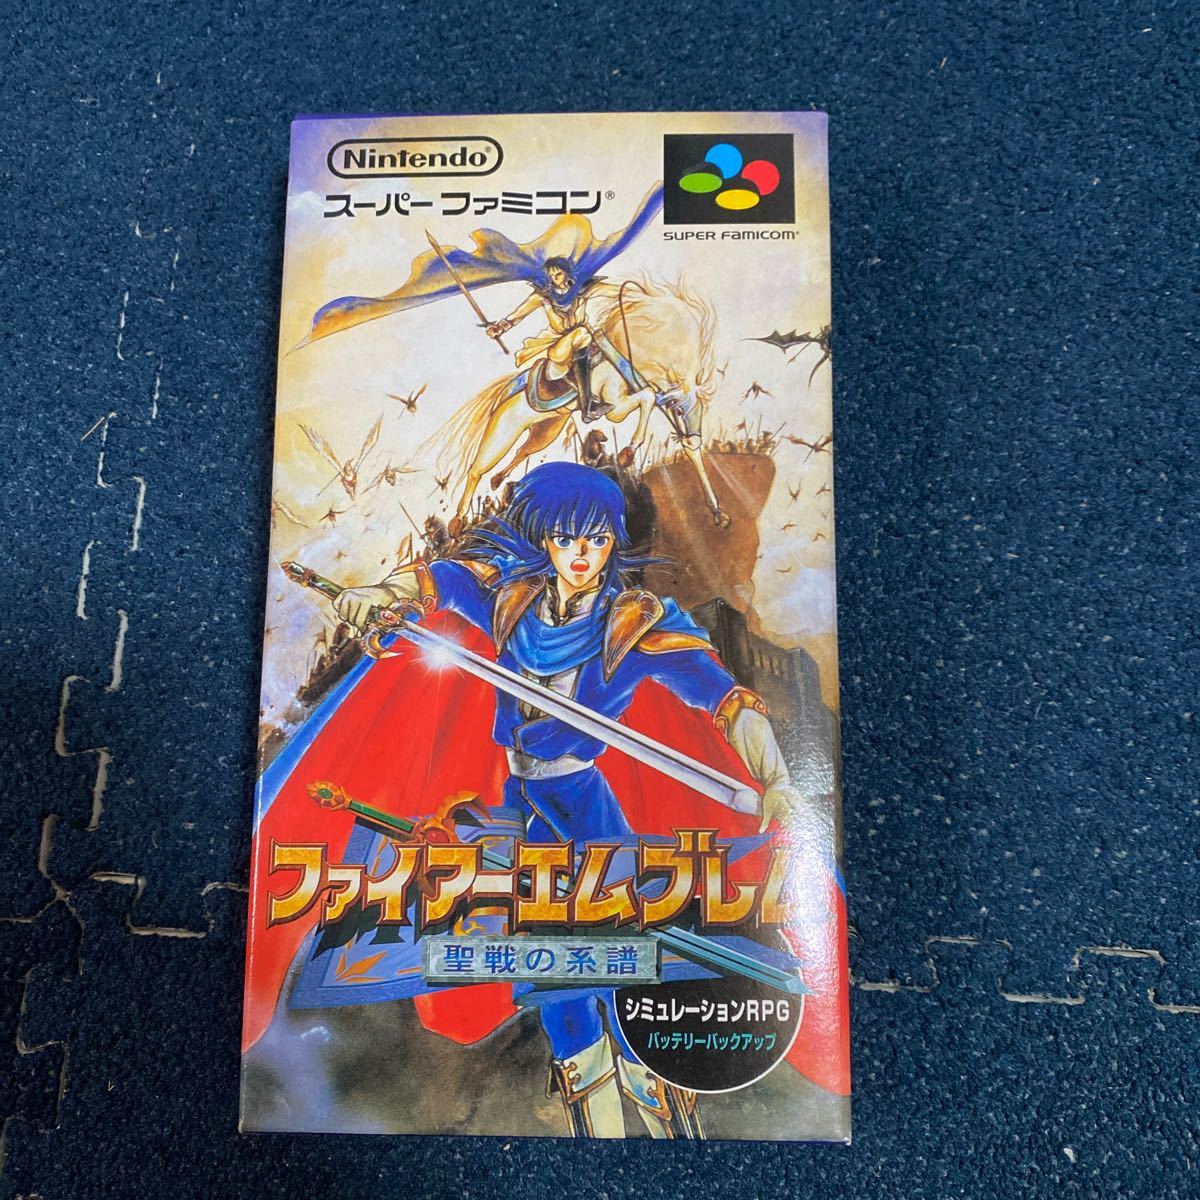 Nintendo®
スーパーファミコン®
SUPER FAMICOM®
ファイアーエムブレム
聖戦の系譜
シミュレーションRPG
バッテリーバックアップ